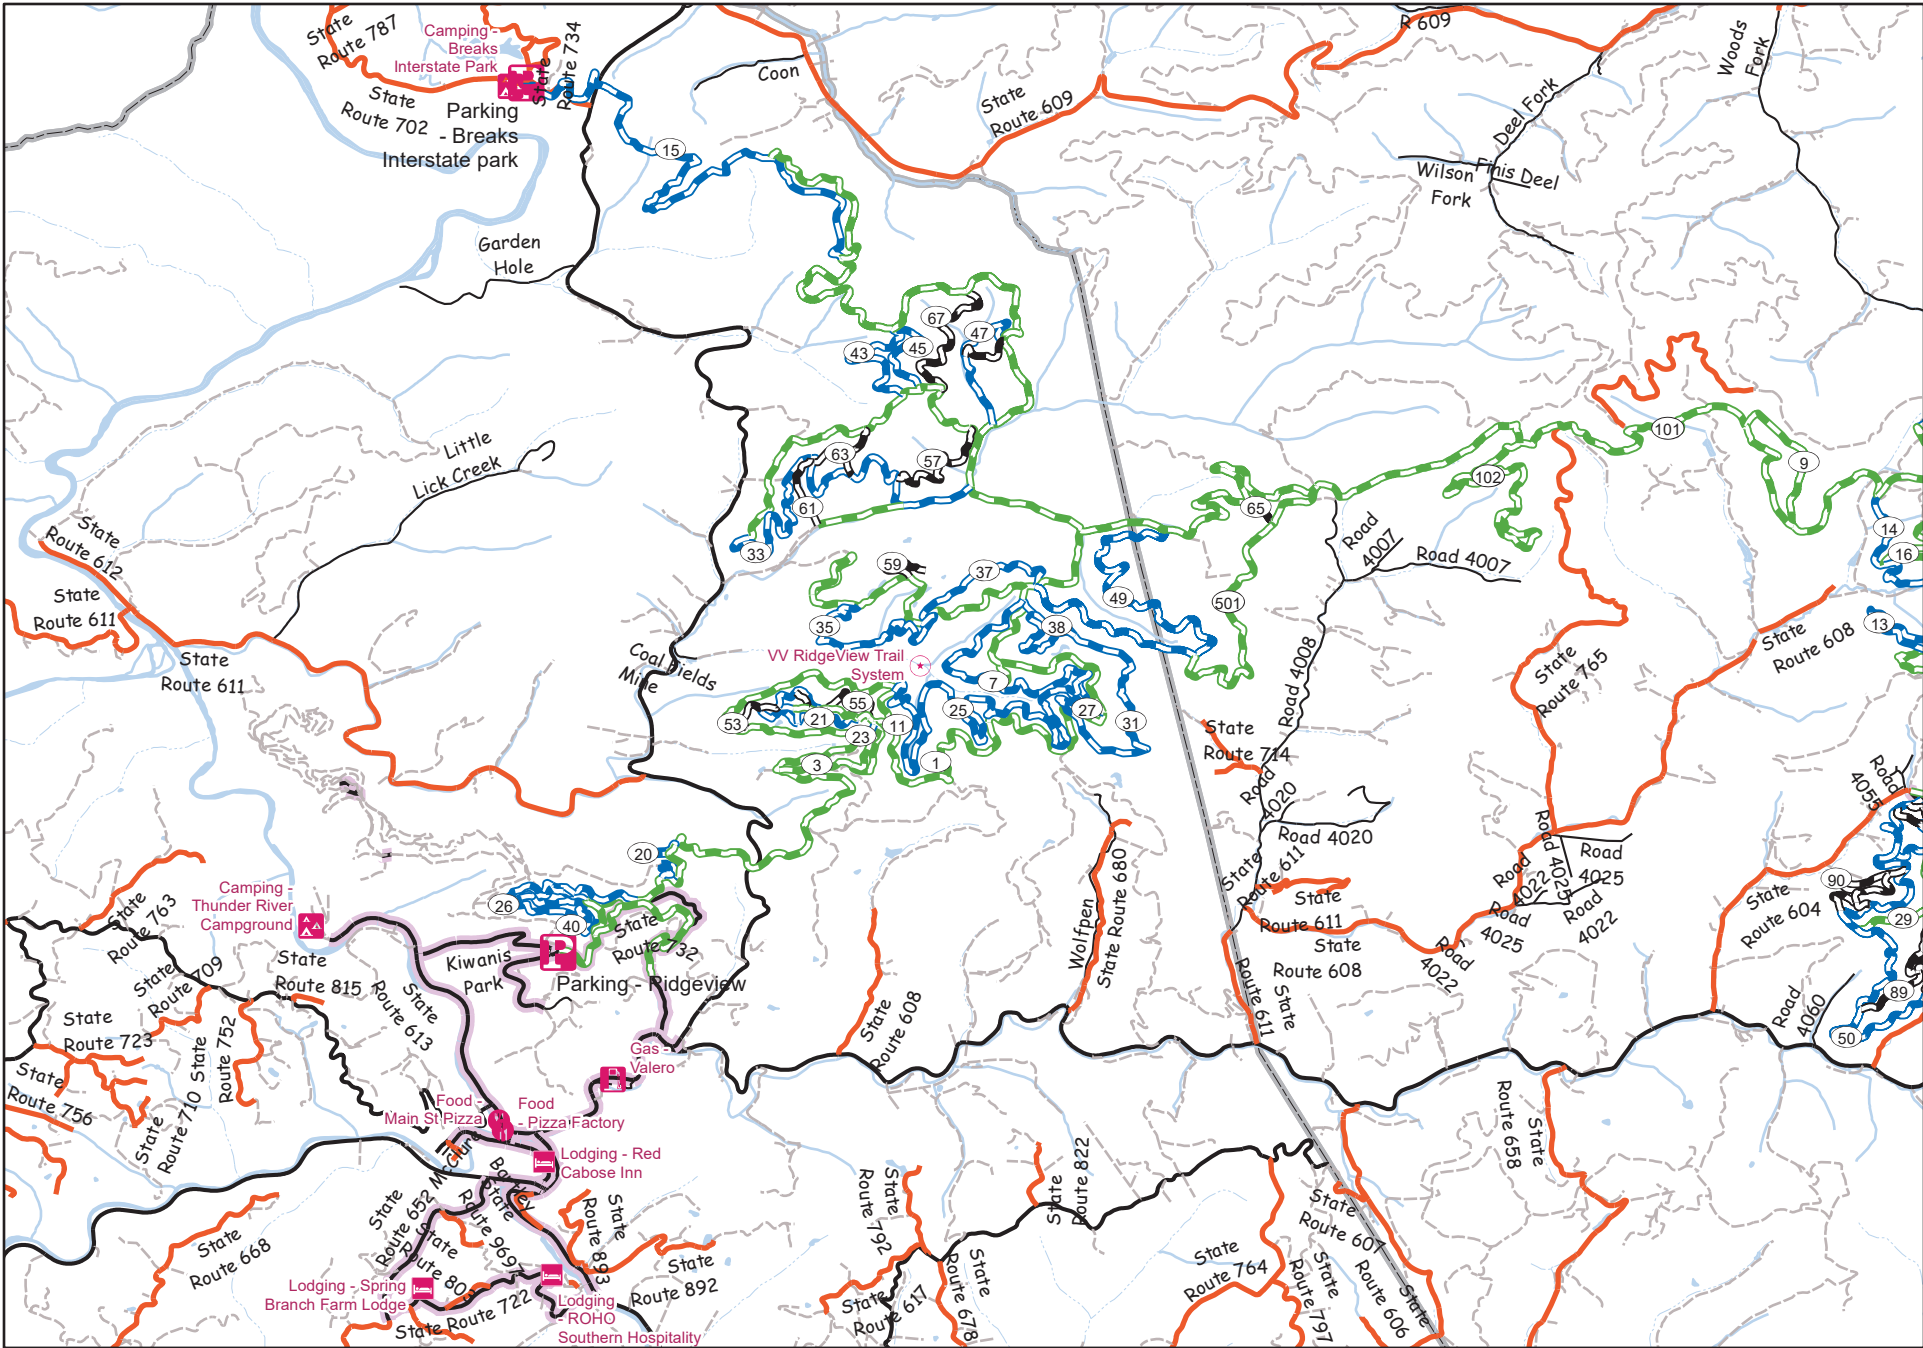 State
Route 787
Camping -
Breaks
Interstate Park
State
Route 734
State
Route 702
Parking
- Breaks
Interstate park
15
Coon
State
Route 609
R 609
Woods
Fork
Deel Fork
Wilson
Fork
Finis Deel
Garden
Hole
67
47
45
43
Little
Lick Creek
63
57
61
33
65
102
101
9
14
16
13
State
Route 612
State
Route 611
State
Route 611
59
37
35
49
38
501
Road
4007
Road 4007
Road 4008
State
Route 765
State
Route 608
Coal Fields
Mine
VV RidgeView Trail
System
7
25
27
31
55
53
21
23
11
3
1
State
Route 714
Road
4020
Road 4020
State
Route 611
State
Route 611
State
Route 608
Road
4025
Road 4025
Road
4025
Road
4022
Road
4022
Road
4022
Road
4055
State
Route 604
90
29
89
50
Road
4060
20
26
40
Camping -
Thunder River
Campground
State
Route 763
State
Route 709
State
Route 815
State
Route 613
Kiwanis
Park
State
Route 732
Parking - Ridgeview
Wolfpen
State Route 680
State
Route 608
Route 611
State
State
Route 723
State
Route 756
State
Route 710
State
Route 752
Gas -
Valero
Food -
Main St Pizza
Food
- Pizza Factory
Lodging - Red
Cabose Inn
McClure
State
Route 652
State
Route 9697
State
Route 893
State
Route 892
State
Route 722
Lodging - Spring
Branch Farm Lodge
Lodging
- ROHO
Southern Hospitality
State
Route 668
State
Route 792
State
Route 822
State
Route 617
State
Route 678
State
Route 764
State
Route 607
State
Route 797
State
Route 606
State
Route 658